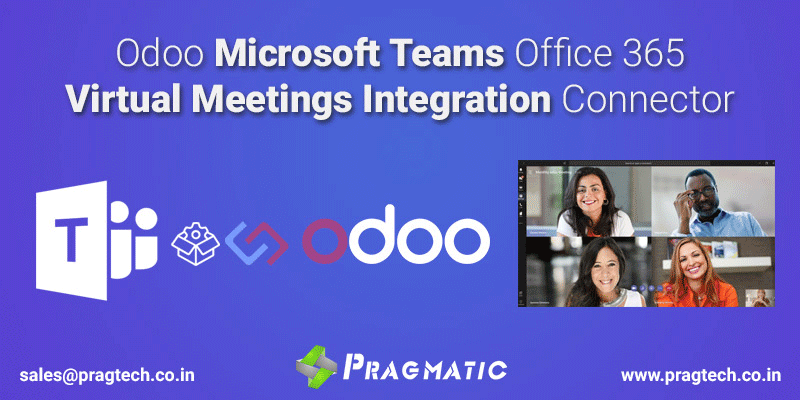 Odoo Microsoft Teams Office 365
Virtual Meetings Integration Connector
T
odoo
PRAGMATIC
sales@pragtech.co.in
www.pragtech.co.in